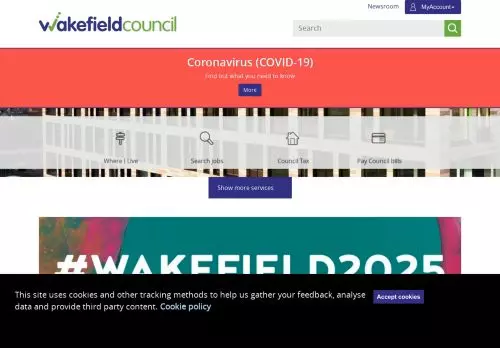 Newsroom
MyAccount
wakefieldcouncil
Search
Coronavirus (COVID-19)
Find out what you need to know
More
Where I Live
Search jobs
Council Tax
Pay Council bills
Show more services
#WAKEFIELD2025
This site uses cookies and other tracking methods to help us gather your feedback, analyse
data and provide third party content. Cookie policy
Accept cookies